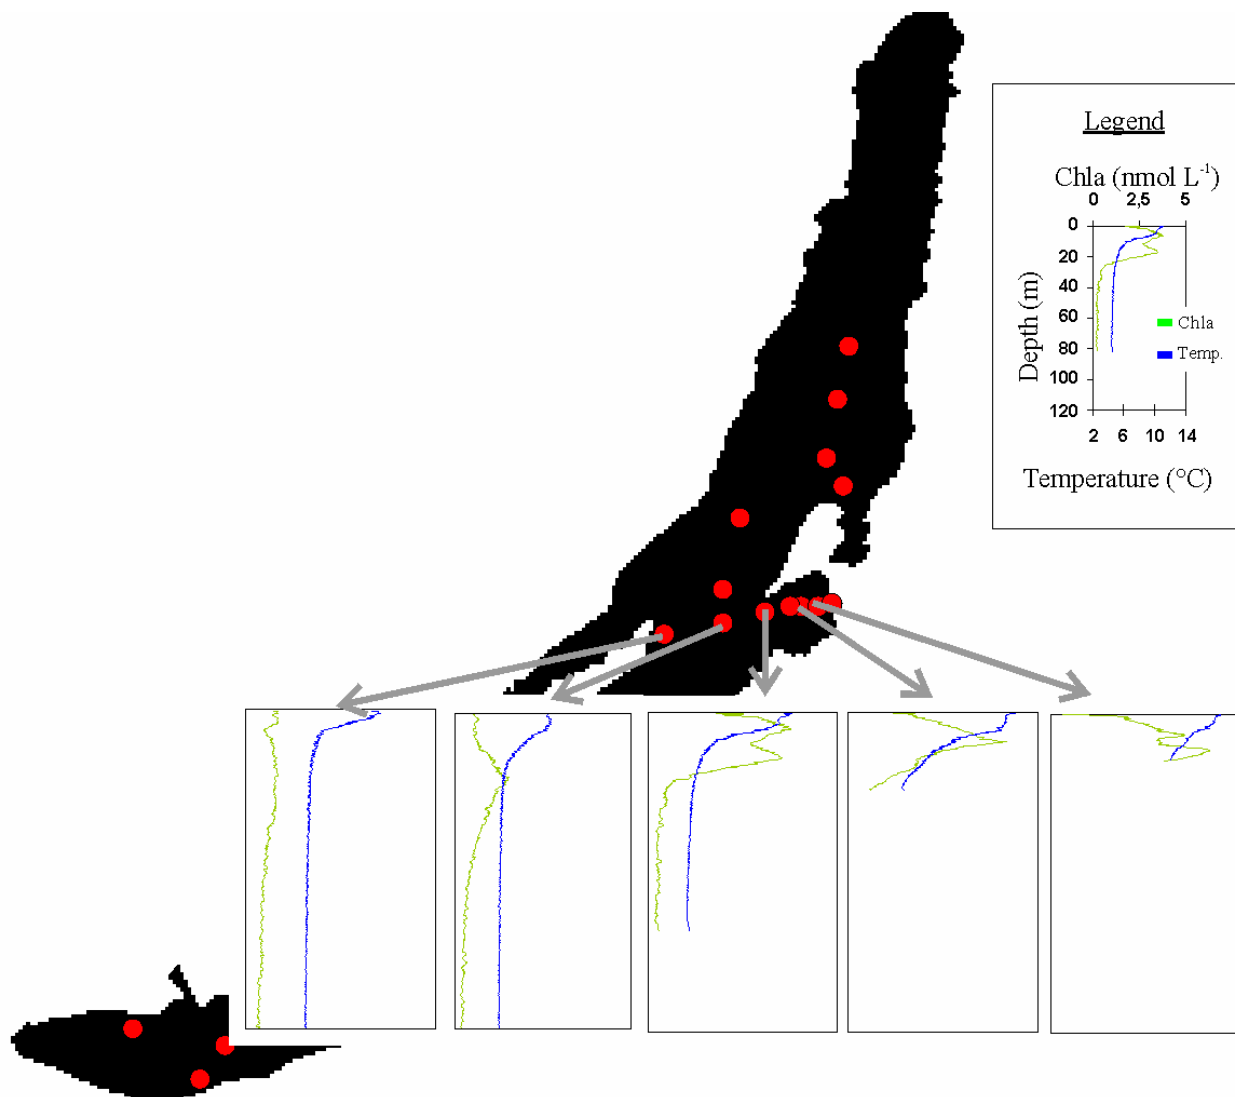 Legend
Chla (nmol L-1)
0 2,5 5
0
20
40
60
80
100
120
Depth (m)
Chla
Temp.
2 6 10 14
Temperature (°C)